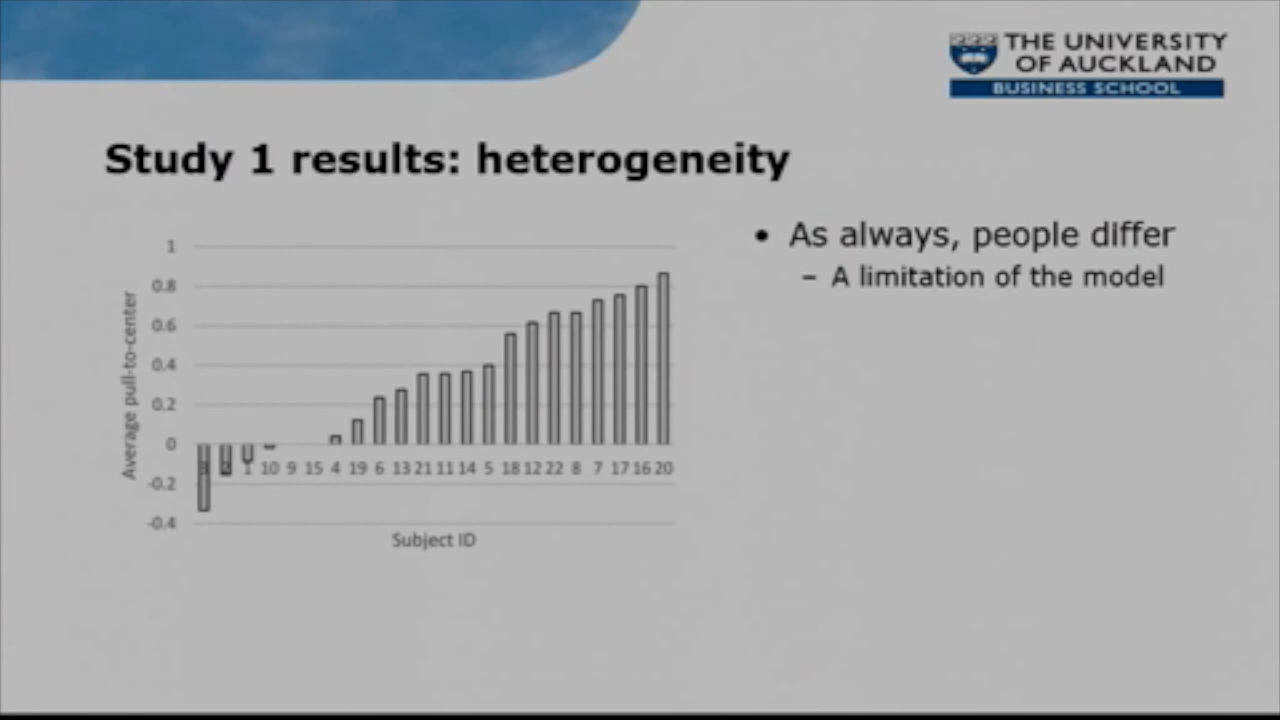 THE UNIVERSITY
OF AUCKLAND
BUSINESS SCHOOL
Study 1 results: heterogeneity
• As always, people differ
– A limitation of the model
Average pull-to-center
1
0.8
0.6
0.4
0.2
0
-0.2
-0.4
3 2 1 10 9 15 4 19 6 13 21 11 14 5 18 12 22 8 7 17 16 20
Subject ID